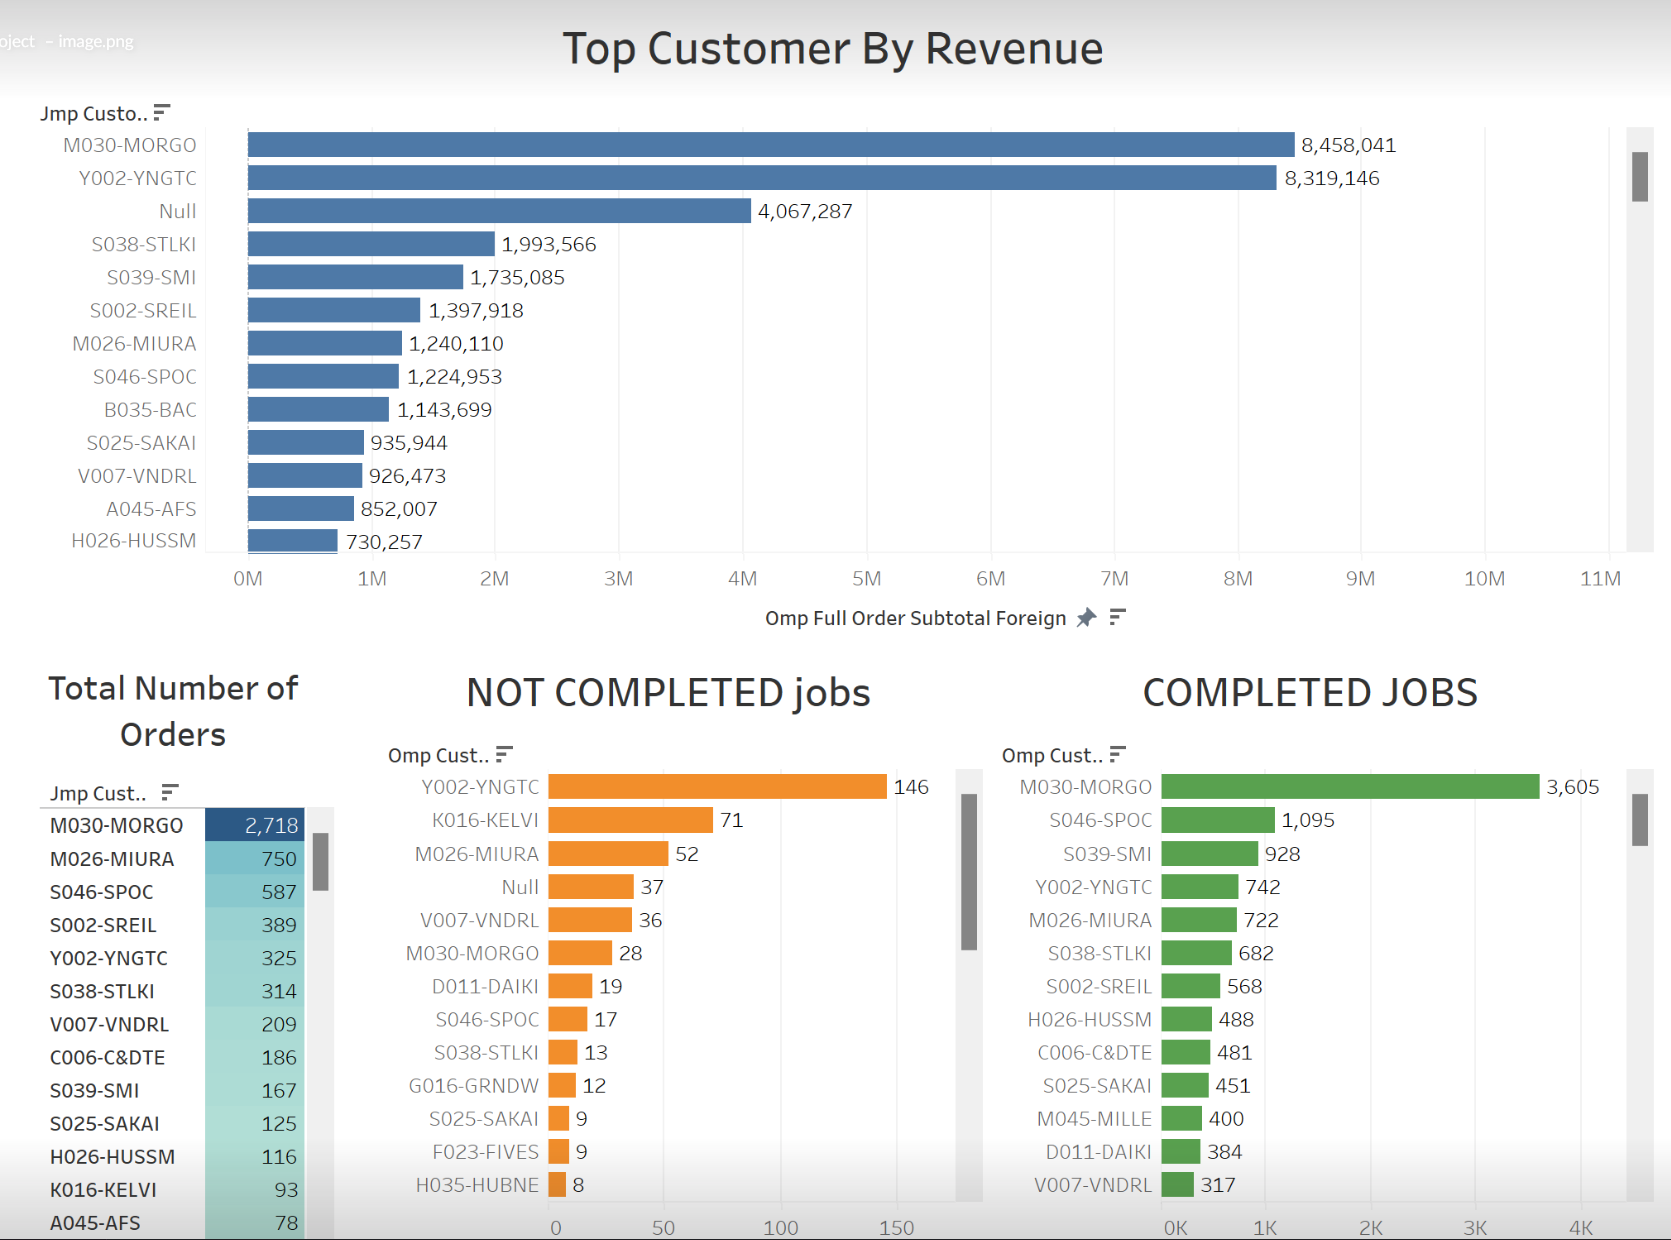 oject – image.png
Top Customer By Revenue
Jmp Custo..
M030-MORGO 8,458,041
Y002-YNGTC 8,319,146
Null 4,067,287
S038-STLKI 1,993,566
S039-SMI 1,735,085
S002-SREIL 1,397,918
M026-MIURA 1,240,110
S046-SPOC 1,224,953
B035-BAC 1,143,699
S025-SAKAI 935,944
V007-VNDRL 926,473
A045-AFS 852,007
H026-HUSSM 730,257
0M 1M 2M 3M 4M 5M 6M 7M 8M 9M 10M 11M
Omp Full Order Subtotal Foreign
Total Number of
Orders
Jmp Cust..
M030-MORGO 2,718
M026-MIURA 750
S046-SPOC 587
S002-SREIL 389
Y002-YNGTC 325
S038-STLKI 314
V007-VNDRL 209
C006-C&DTE 186
S039-SMI 167
S025-SAKAI 125
H026-HUSSM 116
K016-KELVI 93
A045-AFS 78
NOT COMPLETED jobs
Omp Cust..
Y002-YNGTC 146
K016-KELVI 71
M026-MIURA 52
Null 37
V007-VNDRL 36
M030-MORGO 28
D011-DAIKI 19
S046-SPOC 17
S038-STLKI 13
G016-GRNDW 12
S025-SAKAI 9
F023-FIVES 9
H035-HUBNE 8
0 50 100 150
COMPLETED JOBS
Omp Cust..
M030-MORGO 3,605
S046-SPOC 1,095
S039-SMI 928
Y002-YNGTC 742
M026-MIURA 722
S038-STLKI 682
S002-SREIL 568
H026-HUSSM 488
C006-C&DTE 481
S025-SAKAI 451
M045-MILLE 400
D011-DAIKI 384
V007-VNDRL 317
0K 1K 2K 3K 4K